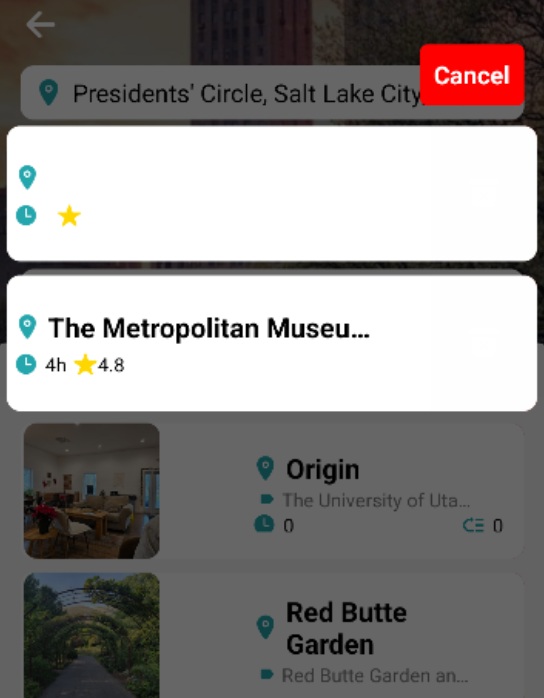 Presidents' Circle, Salt Lake City,
Cancel
The Metropolitan Museu...
4h 4.8
Origin
The University of Uta...
0 0
Red Butte
Garden
Red Butte Garden an...